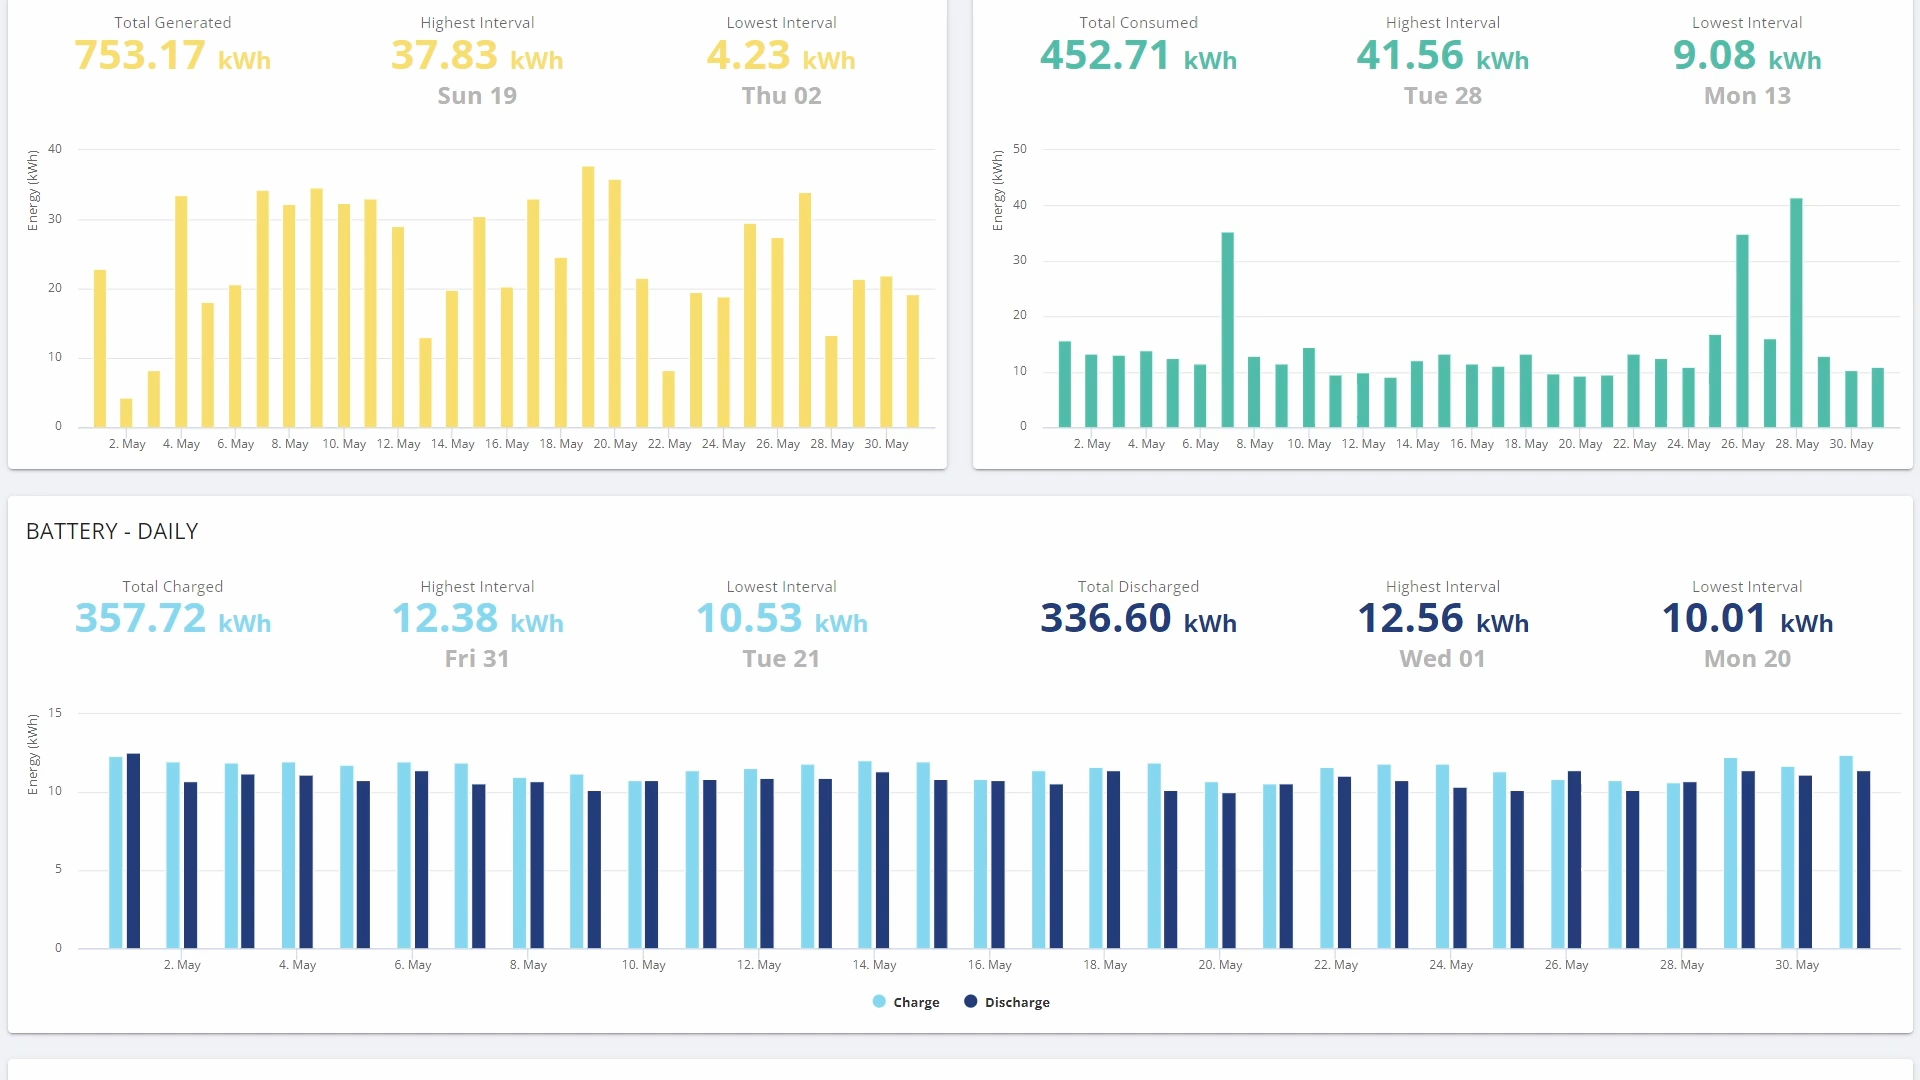 Total Generated
753.17 kWh
Highest Interval
37.83 kWh
Sun 19
Lowest Interval
4.23 kWh
Thu 02
Energy (kWh)
40
30
20
10
0
2. May 4. May 6. May 8. May 10. May 12. May 14. May 16. May 18. May 20. May 22. May 24. May 26. May 28. May 30. May
Total Consumed
452.71 kWh
Highest Interval
41.56 kWh
Tue 28
Lowest Interval
9.08 kWh
Mon 13
Energy (kWh)
50
40
30
20
10
0
2. May 4. May 6. May 8. May 10. May 12. May 14. May 16. May 18. May 20. May 22. May 24. May 26. May 28. May 30. May
BATTERY - DAILY
Total Charged
357.72 kWh
Highest Interval
12.38 kWh
Fri 31
Lowest Interval
10.53 kWh
Tue 21
Total Discharged
336.60 kWh
Highest Interval
12.56 kWh
Wed 01
Lowest Interval
10.01 kWh
Mon 20
Energy (kWh)
15
10
5
0
2. May 4. May 6. May 8. May 10. May 12. May 14. May 16. May 18. May 20. May 22. May 24. May 26. May 28. May 30. May
Charge Discharge